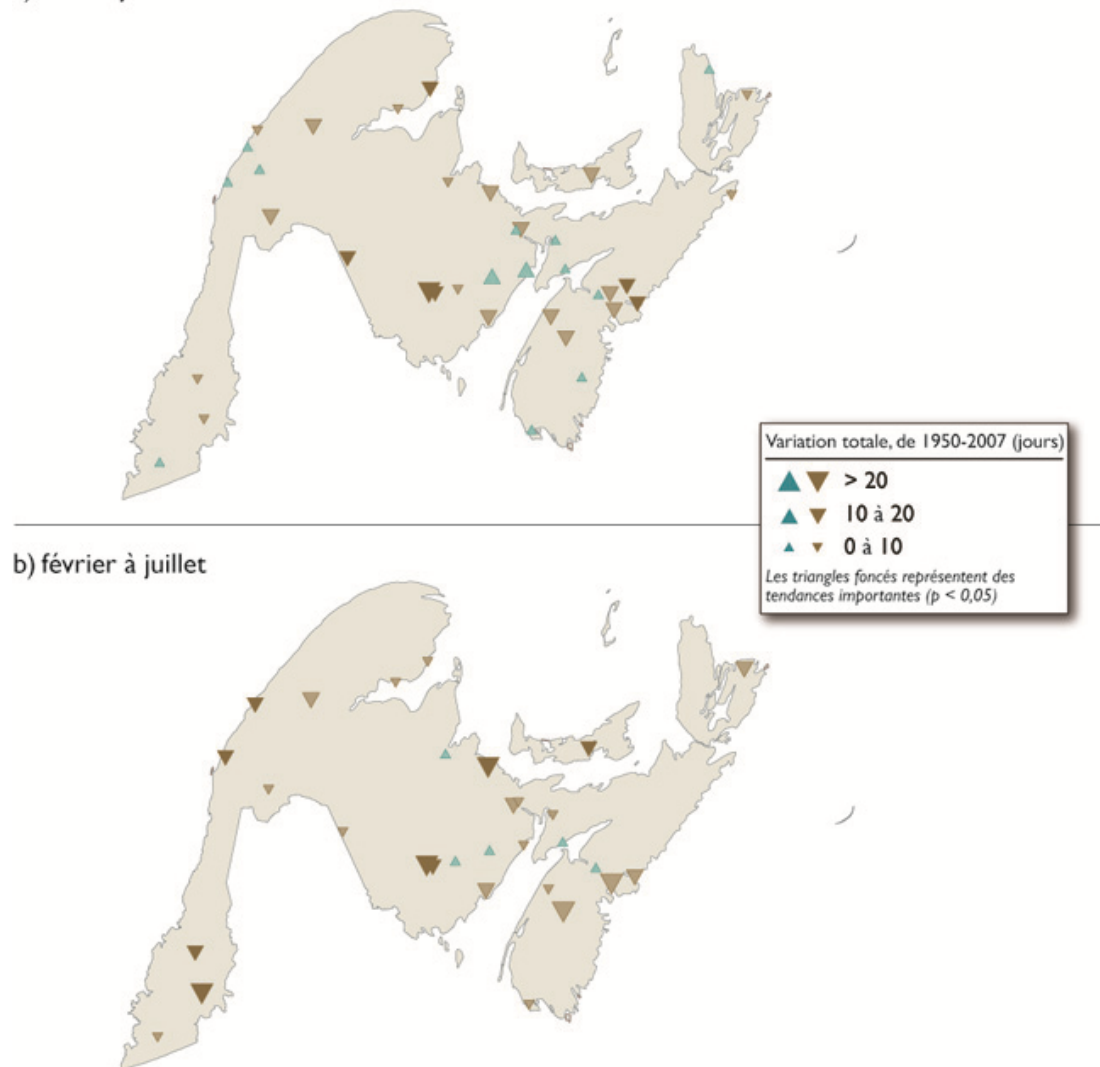 Variation totale, de 1950-2007 (jours)
> 20
10 à 20
0 à 10
Les triangles foncés représentent des
tendances importantes (p < 0,05)
b) février à juillet